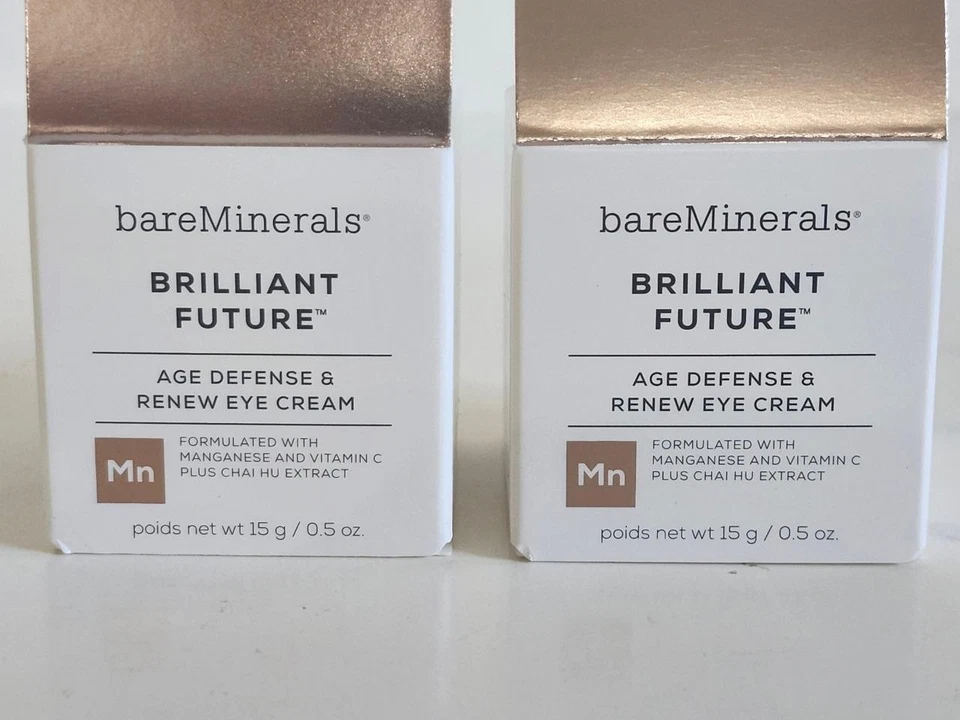 bareMinerals®
BRILLIANT
FUTURE™
AGE DEFENSE &
RENEW EYE CREAM
Mn
FORMULATED WITH
MANGANESE AND VITAMIN C
PLUS CHAI HU EXTRACT
poids net wt 15 g / 0.5 oz.
bareMinerals®
BRILLIANT
FUTURE™
AGE DEFENSE &
RENEW EYE CREAM
Mn
FORMULATED WITH
MANGANESE AND VITAMIN C
PLUS CHAI HU EXTRACT
poids net wt 15 g / 0.5 oz.